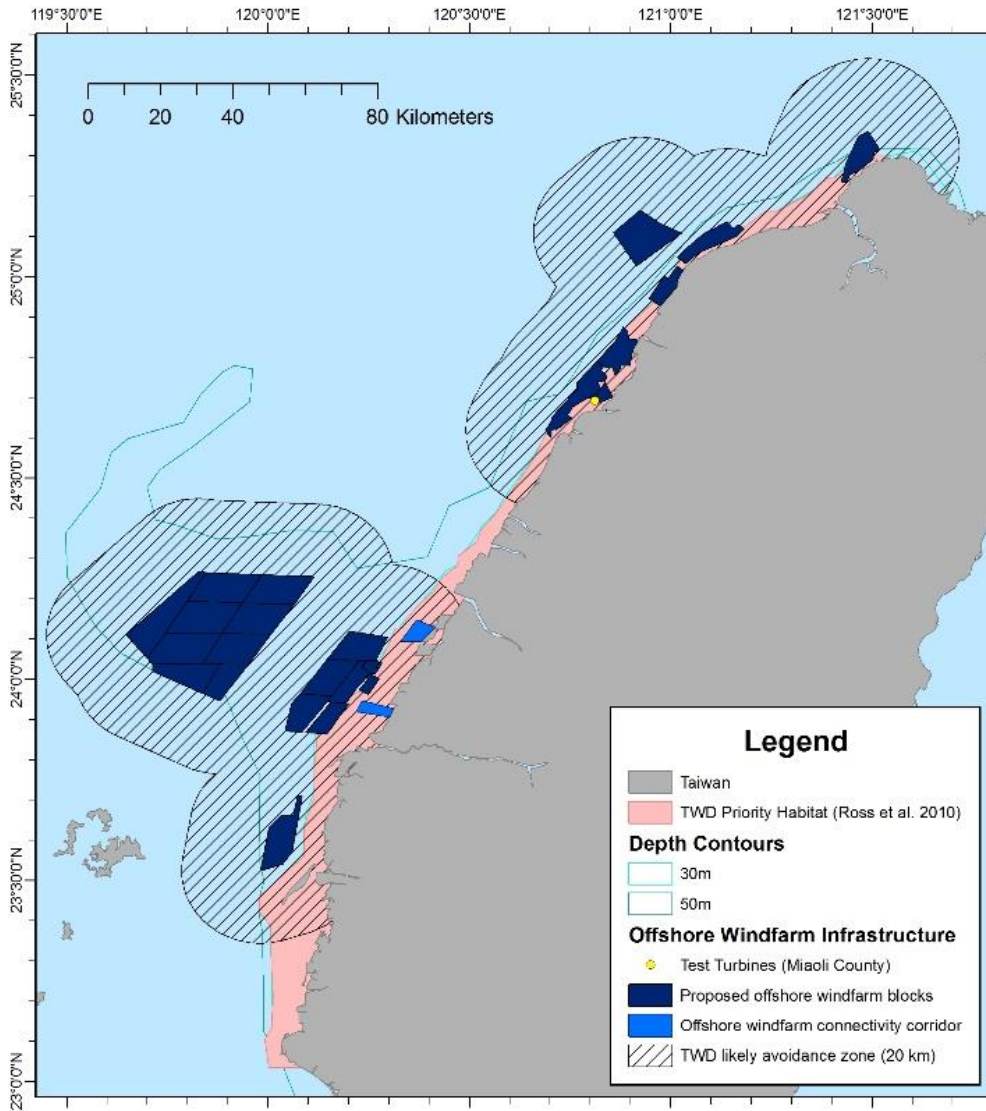 119°30'0"E
120°0'0"E
120°30'0"E
121°0'0"E
121°30'0"E
25°30'0"N
25°0'0"N
24°30'0"N
24°0'0"N
23°30'0"N
23°0'0"N
0 20 40 80 Kilometers
Legend
Taiwan
TWD Priority Habitat (Ross et al. 2010)
Depth Contours
30m
50m
Offshore Windfarm Infrastructure
Test Turbines (Miaoli County)
Proposed offshore windfarm blocks
Offshore windfarm connectivity corridor
TWD likely avoidance zone (20 km)